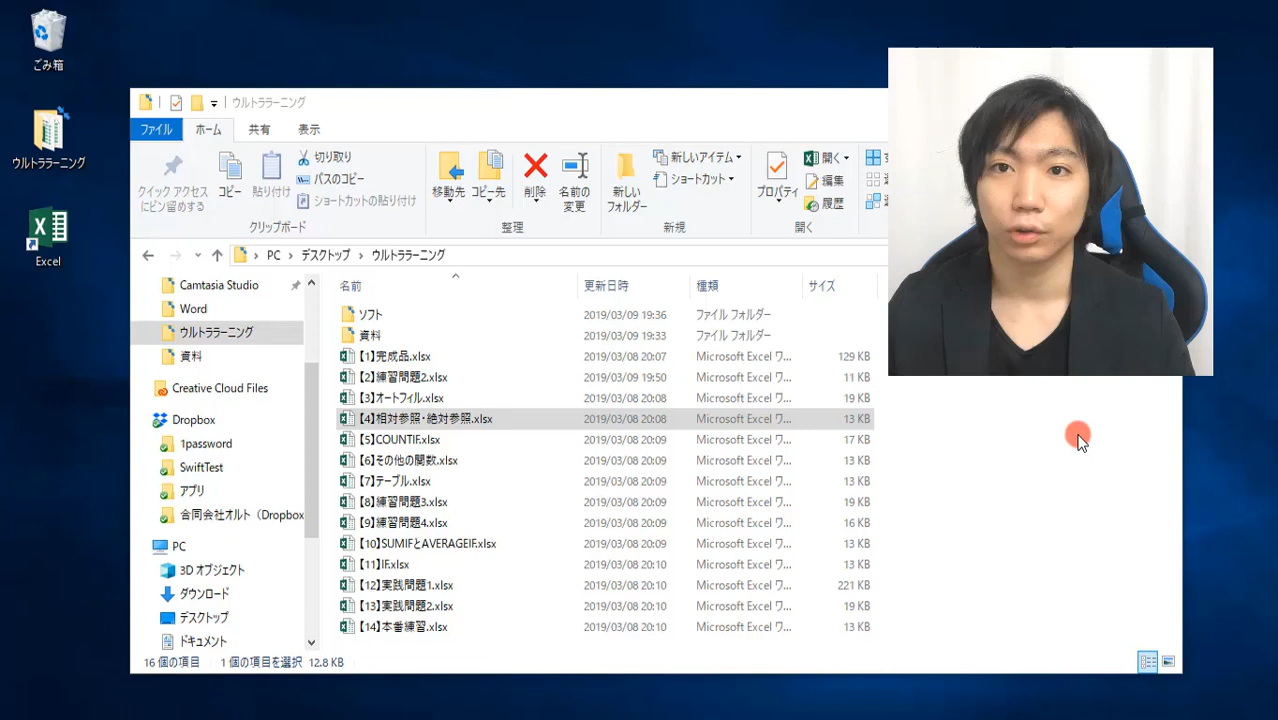 ごみ箱
ウルトララーニング
Excel
ウルトララーニング
ファイル ホーム 共有 表示
クイック アクセス
にピン留めする
コピー
貼り付け
切り取り
パスのコピー
ショートカットの貼り付け
クリップボード
移動先
コピー先
削除
名前の
変更
整理
新しい
フォルダー
新しいアイテム
ショートカット
新規
プロパティ
開く
編集
履歴
開く
PC デスクトップ ウルトララーニング
Camtasia Studio
Word
ウルトララーニング
資料
Creative Cloud Files
Dropbox
1password
SwiftTest
アプリ
合同会社オルト（Dropbox
PC
3D オブジェクト
ダウンロード
デスクトップ
ドキュメント
名前 更新日時 種類 サイズ
ソフト 2019/03/09 19:36 ファイル フォルダー
資料 2019/03/09 19:33 ファイル フォルダー
【1】完成品.xlsx 2019/03/08 20:07 Microsoft Excel ワ... 129 KB
【2】練習問題2.xlsx 2019/03/09 19:50 Microsoft Excel ワ... 11 KB
【3】オートフィル.xlsx 2019/03/08 20:08 Microsoft Excel ワ... 19 KB
【4】相対参照・絶対参照.xlsx 2019/03/08 20:08 Microsoft Excel ワ... 13 KB
【5】COUNTIF.xlsx 2019/03/08 20:09 Microsoft Excel ワ... 17 KB
【6】その他の関数.xlsx 2019/03/08 20:09 Microsoft Excel ワ... 13 KB
【7】テーブル.xlsx 2019/03/08 20:09 Microsoft Excel ワ... 13 KB
【8】練習問題3.xlsx 2019/03/08 20:09 Microsoft Excel ワ... 19 KB
【9】練習問題4.xlsx 2019/03/08 20:09 Microsoft Excel ワ... 16 KB
【10】SUMIFとAVERAGEIF.xlsx 2019/03/08 20:09 Microsoft Excel ワ... 13 KB
【11】IF.xlsx 2019/03/08 20:10 Microsoft Excel ワ... 13 KB
【12】実践問題1.xlsx 2019/03/08 20:10 Microsoft Excel ワ... 221 KB
【13】実践問題2.xlsx 2019/03/08 20:10 Microsoft Excel ワ... 19 KB
【14】本番練習.xlsx 2019/03/08 20:10 Microsoft Excel ワ... 13 KB
16 個の項目 1 個の項目を選択 12.8 KB